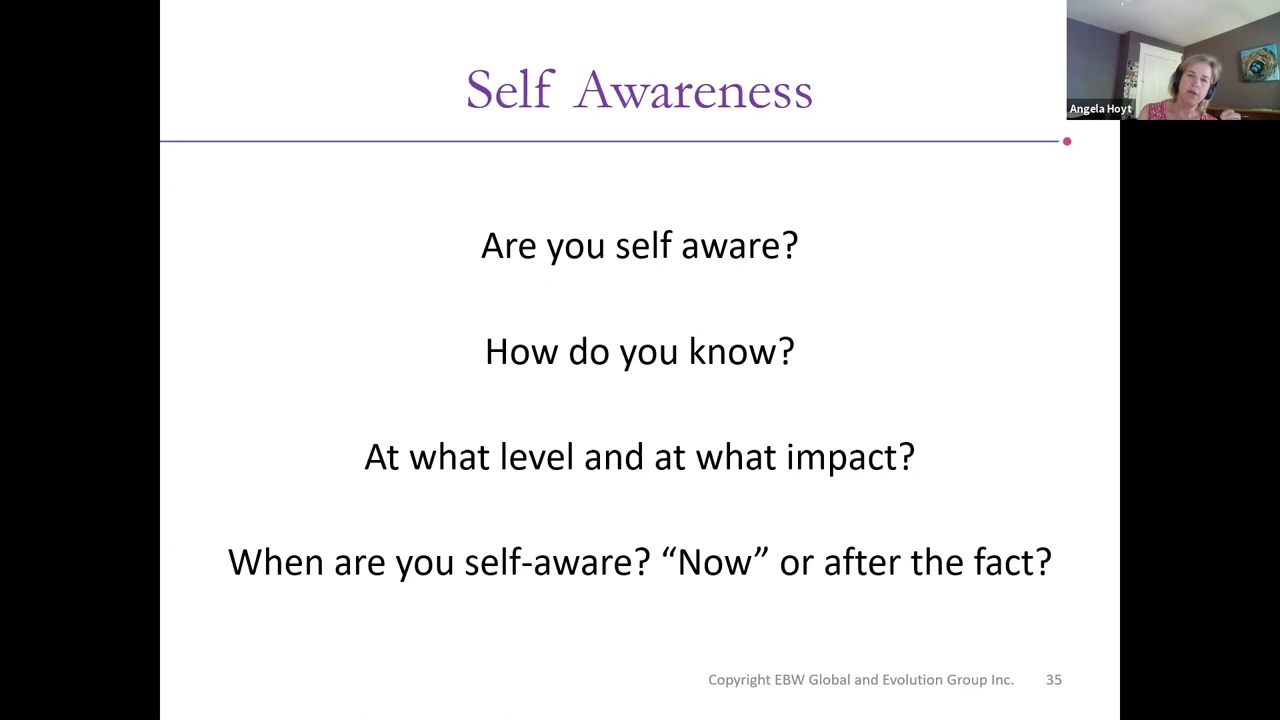 Self Awareness
Angela Hoyt
Are you self aware?
How do you know?
At what level and at what impact?
When are you self-aware? “Now” or after the fact?
Copyright EBW Global and Evolution Group Inc. 35